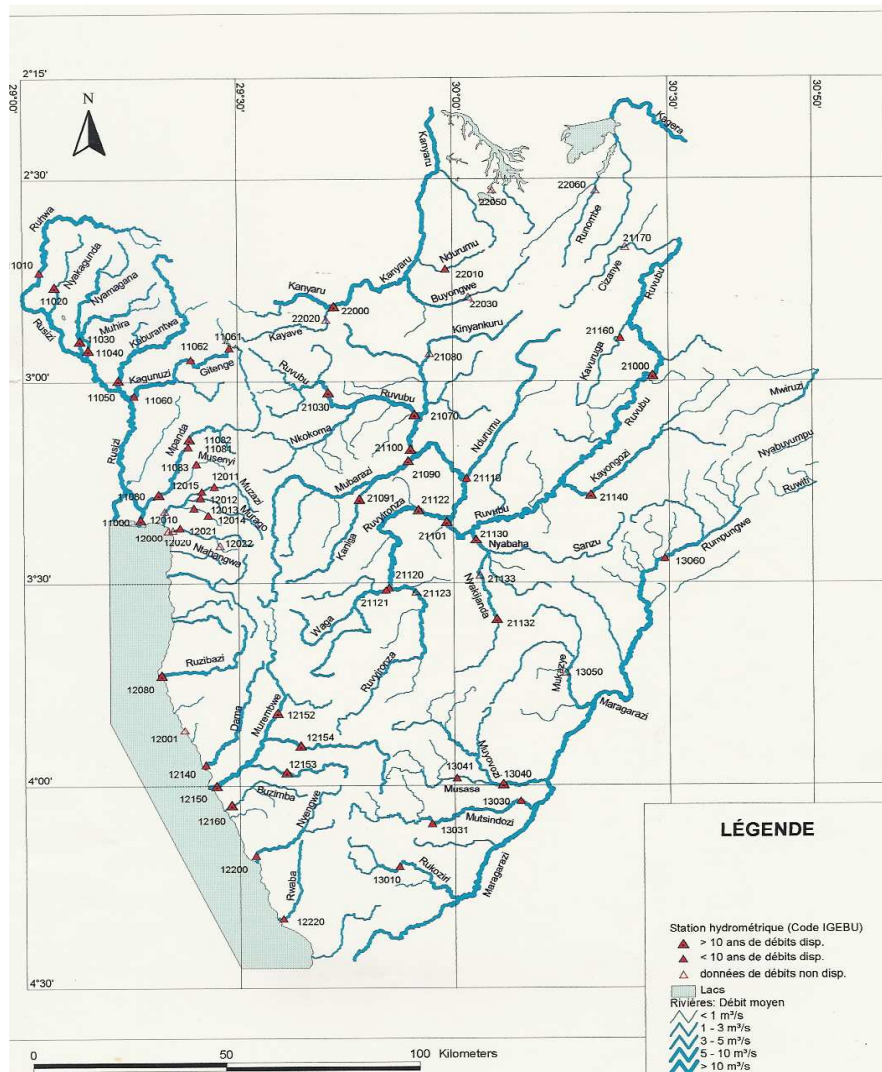 29°00'
29°30'
30°00'
30°30'
30°50'
2°15'
N
Kagera
Kanyaru
2°30'
22060
22050
Ruhwa
Runombe
21170
Nyakagunda
1010
Ndurumu
22010
Cizanye
11020
Nyamagana
Kanyaru
Kanyaru
Buyongwe
22030
Ruvubu
Rusizi
22000
22020
Muhira
Kaburantwa
11030
11061
Kayave
Kinyankuru
21160
11040
11062
21080
Kavuruga
Gitenge
Ruvubu
21000
3°00'
Kagunuzi
11050
11060
21030
Ruvubu
21070
Mwiruzi
Ruvubu
Rusizi
Mpanda
11082
11081
Nkokoma
21100
Ndurumu
Nyabuyumpu
Musenyi
11083
21090
Mubarazi
21110
Kayongozi
Ruwiti
12011
Muzazi
12015
11080
12012
21091
21122
21140
Ruvyironza
Ruvubu
12013
Mugero
12010
11000
12014
21101
Rumpungwe
12000
12021
12020
12022
Kaniga
21130
Nyabaha
Sanzu
Ntabangwa
13060
3°30'
21120
21133
21121
21123
Nyakijanda
Waga
21132
Ruzibazi
Ruvyironza
Mukazye
13050
12080
Maragarazi
12152
Murembwe
Dama
12001
12154
Muyovozi
13041
12153
12140
13040
4°00'
12150
Buzimba
Musasa
13030
12160
Nyengwe
Mutsindozi
13031
LÉGENDE
12200
Rukoziri
13010
Maragarazi
Rwaba
12220
Station hydrométrique (Code IGEBU)
> 10 ans de débits disp.
< 10 ans de débits disp.
données de débits non disp.
4°30'
Lacs
Rivières: Débit moyen
< 1 m³/s
1 - 3 m³/s
3 - 5 m³/s
5 - 10 m³/s
> 10 m³/s
0
50
100 Kilometers